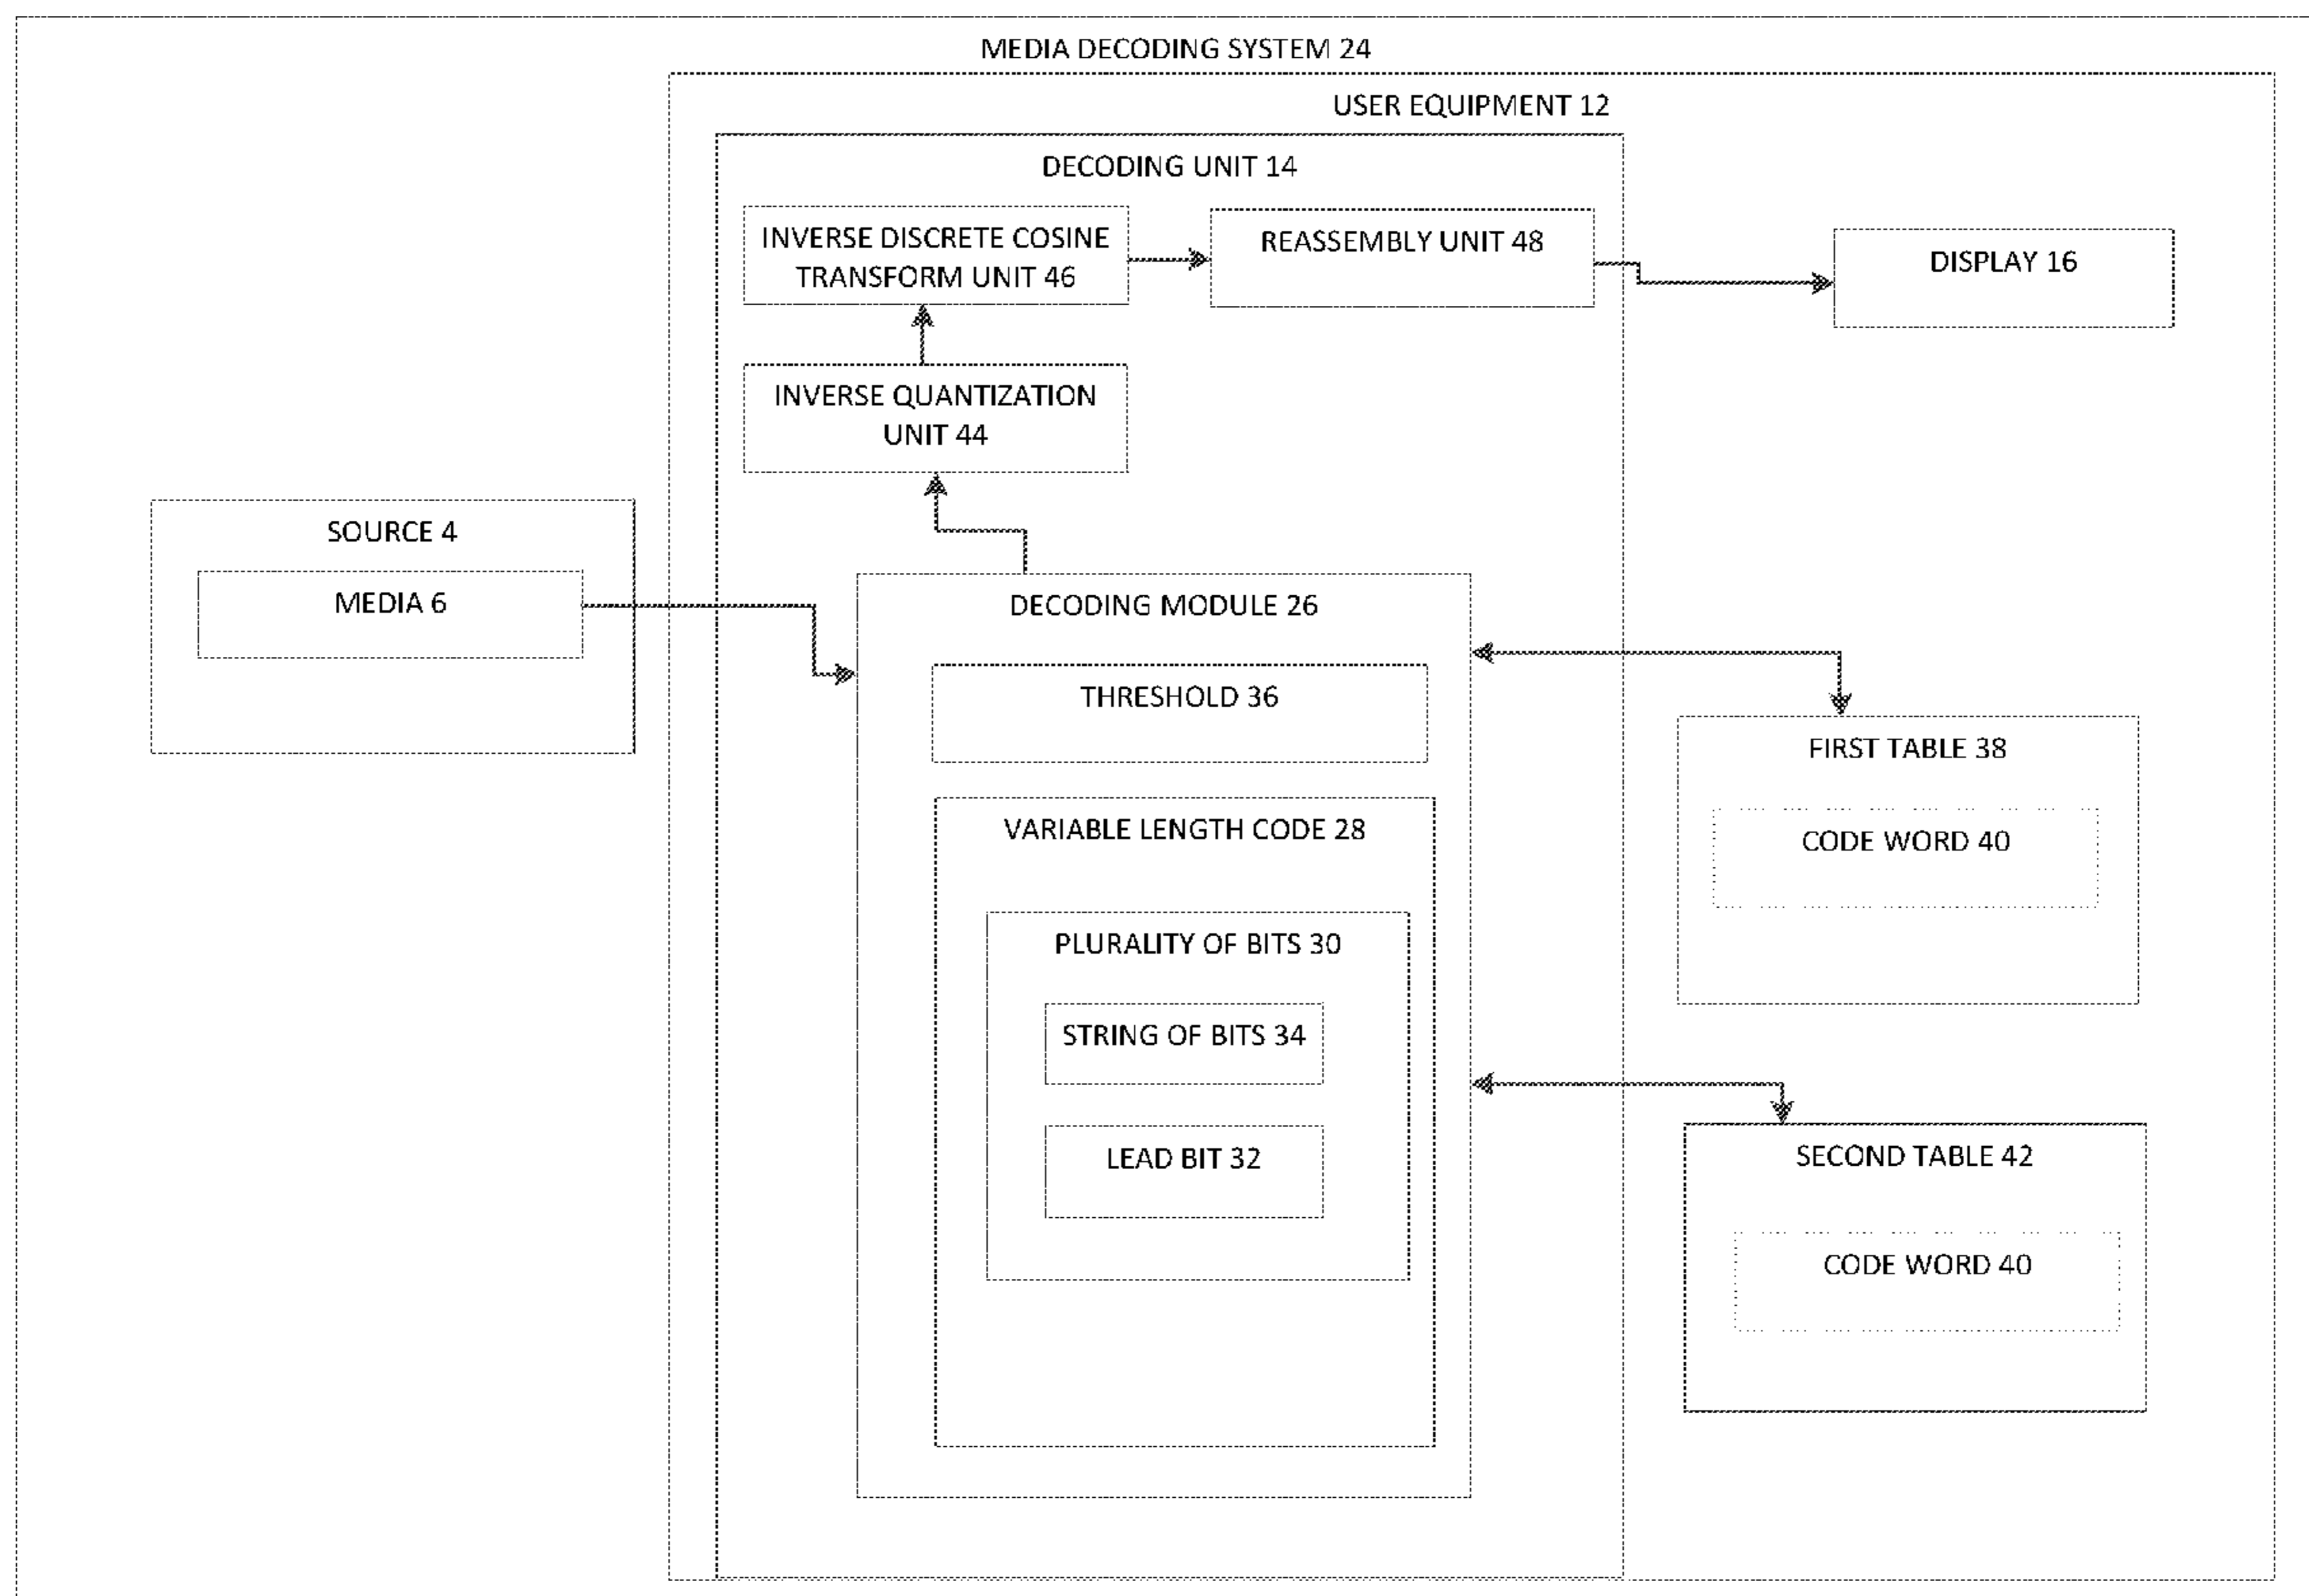 MEDIA DECODING SYSTEM 24
USER EQUIPMENT 12
DECODING UNIT 14
INVERSE DISCRETE COSINE
TRANSFORM UNIT 46
REASSEMBLY UNIT 48
DISPLAY 16
INVERSE QUANTIZATION
UNIT 44
SOURCE 4
MEDIA 6
DECODING MODULE 26
THRESHOLD 36
VARIABLE LENGTH CODE 28
PLURALITY OF BITS 30
STRING OF BITS 34
LEAD BIT 32
FIRST TABLE 38
CODE WORD 40
SECOND TABLE 42
CODE WORD 40